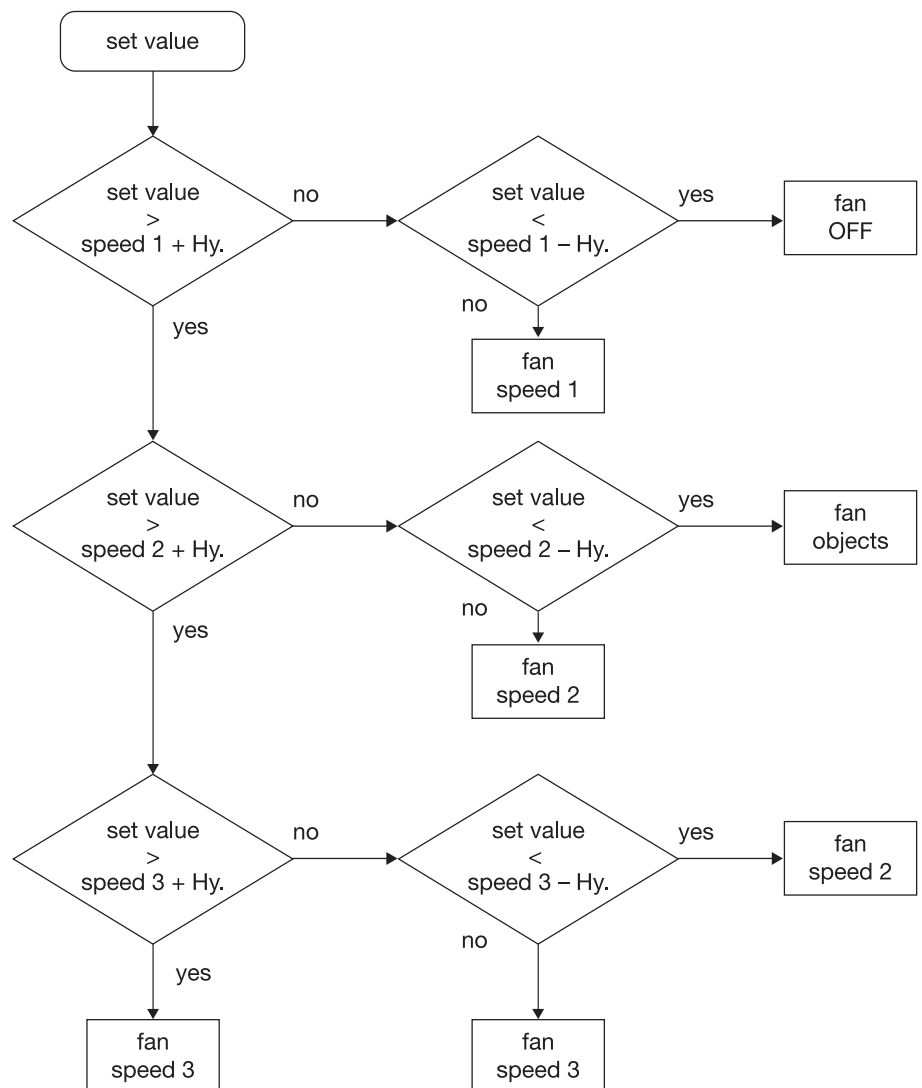 set value
set value
>
speed 1 + Hy.
no
set value
<
speed 1 – Hy.
yes
fan
OFF
yes
no
fan
speed 1
set value
>
speed 2 + Hy.
no
set value
<
speed 2 – Hy.
yes
fan
objects
yes
no
fan
speed 2
set value
>
speed 3 + Hy.
no
set value
<
speed 3 – Hy.
yes
fan
speed 2
yes
no
fan
speed 3
fan
speed 3